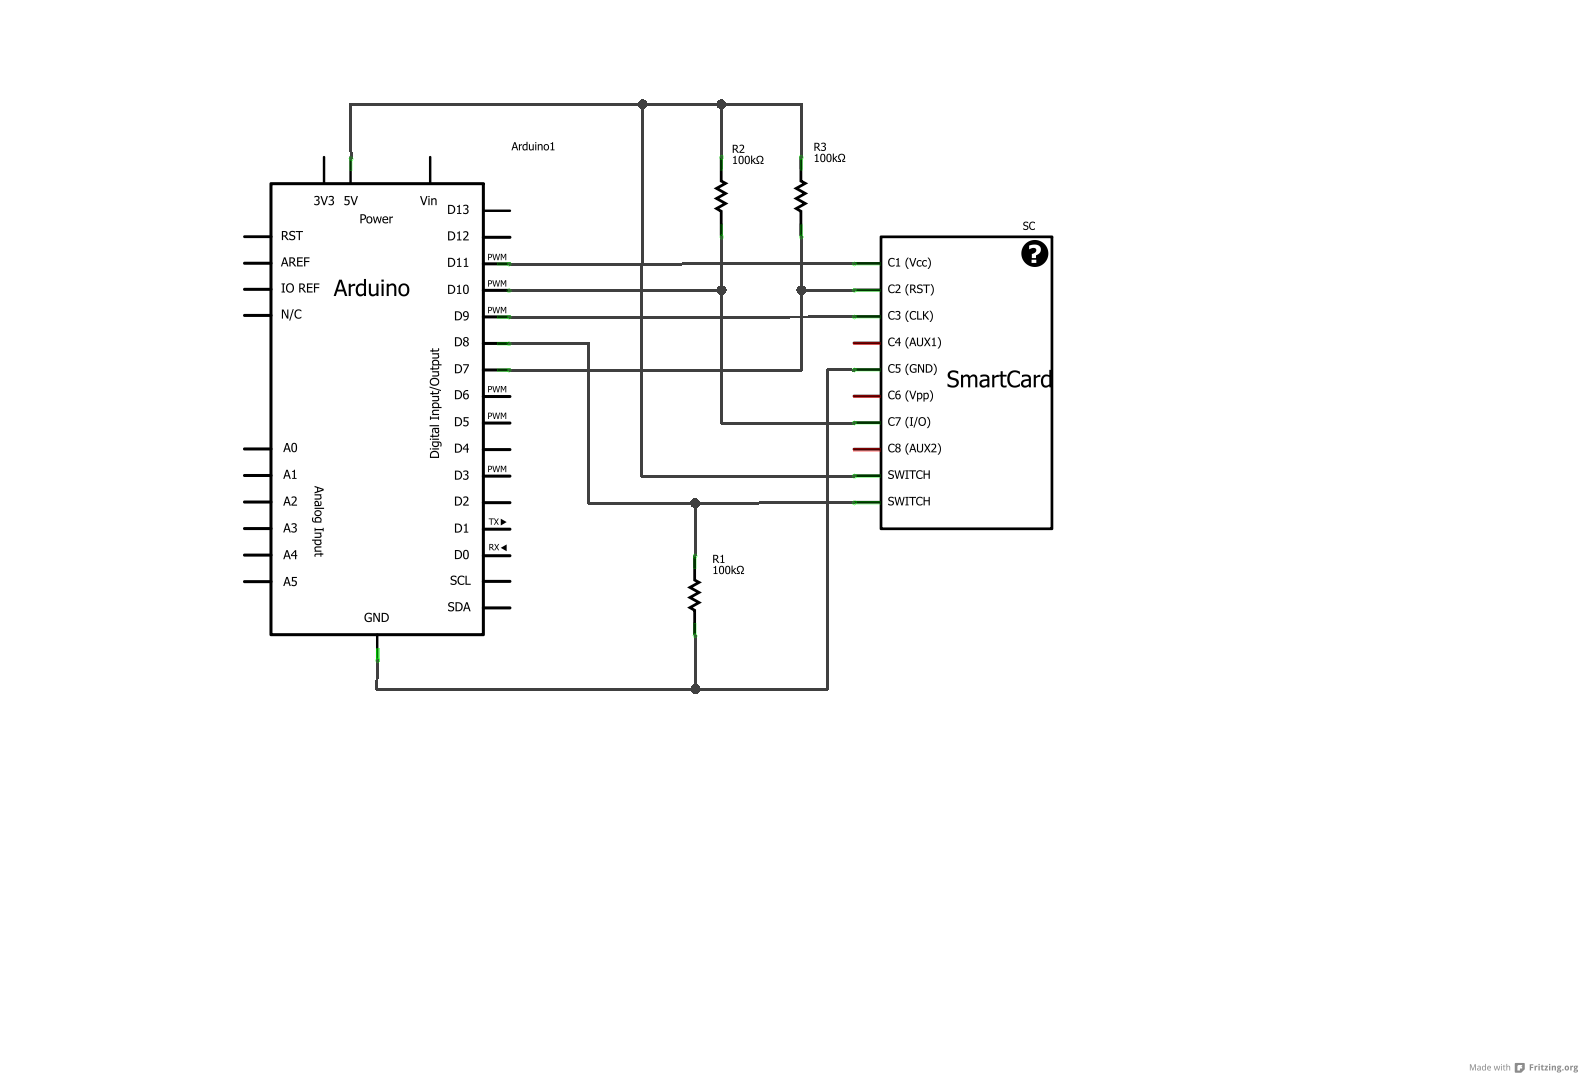 Arduino1
R2
100kΩ
R3
100kΩ
3V3 5V Vin
Power
D13
RST
D12
AREF
D11 PWM
IO REF
Arduino
D10 PWM
N/C
D9 PWM
D8
D7
D6 PWM
D5 PWM
Digital Input/Output
A0
D4
A1
D3 PWM
A2
D2
Analog Input
A3
D1 TX
A4
D0 RX
A5
SCL
SDA
GND
SC
?
C1 (Vcc)
C2 (RST)
C3 (CLK)
C4 (AUX1)
C5 (GND)
SmartCard
C6 (Vpp)
C7 (I/O)
C8 (AUX2)
SWITCH
SWITCH
R1
100kΩ
Made with Fritzing.org